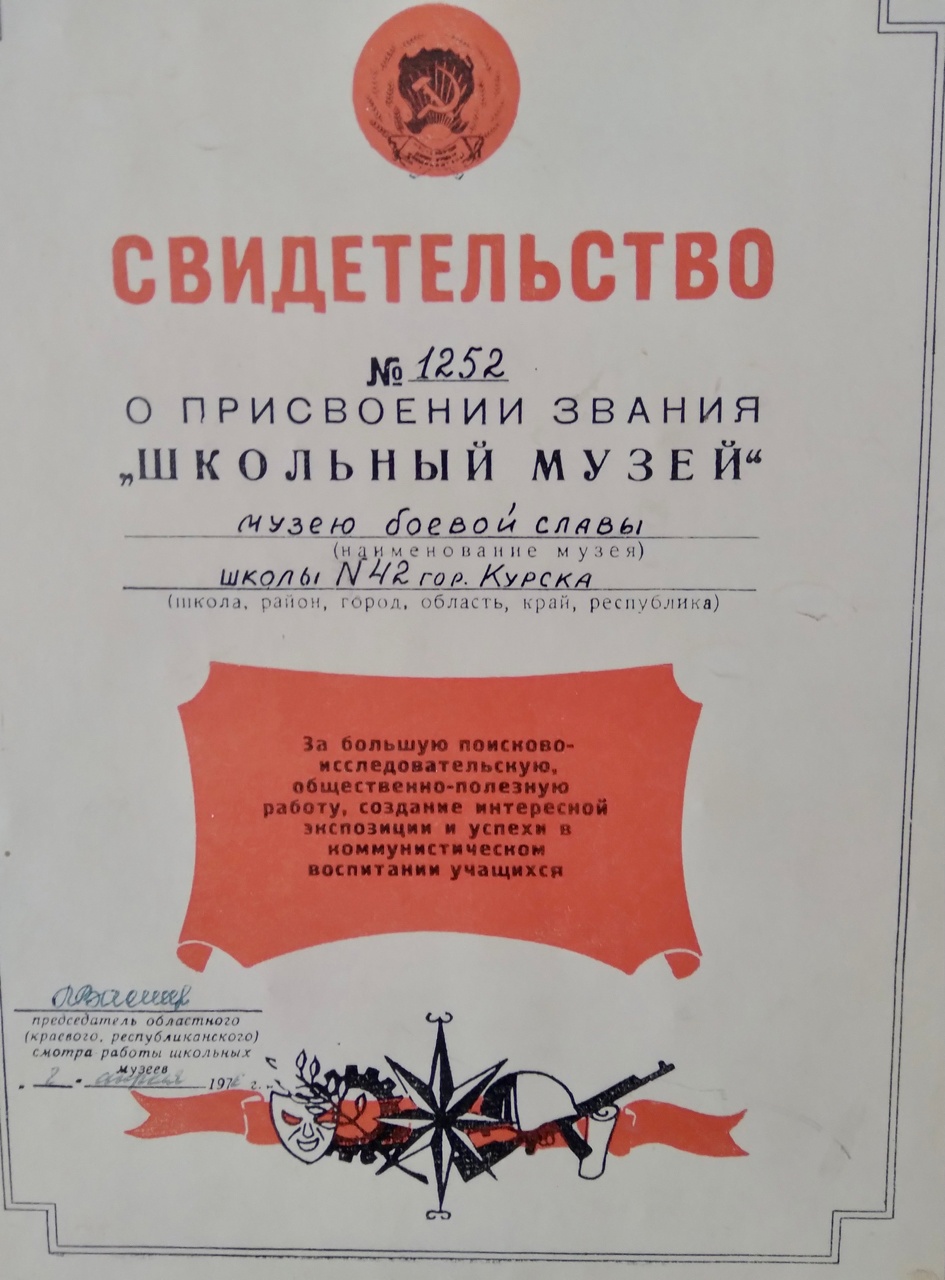 СВИДЕТЕЛЬСТВО
№ 1252
О ПРИСВОЕНИИ ЗВАНИЯ
„ШКОЛЬНЫЙ МУЗЕЙ“
музею боевой славы
(наименование музея)
школы N42 гор. Курска
(школа, район, город, область, край, республика)
За большую поисково-
исследовательскую,
общественно-полезную
работу, создание интересной
экспозиции и успехи в
коммунистическом
воспитании учащихся
председатель областного
(краевого, республиканского)
смотра работы школьных
музеев
апреля 197 г.